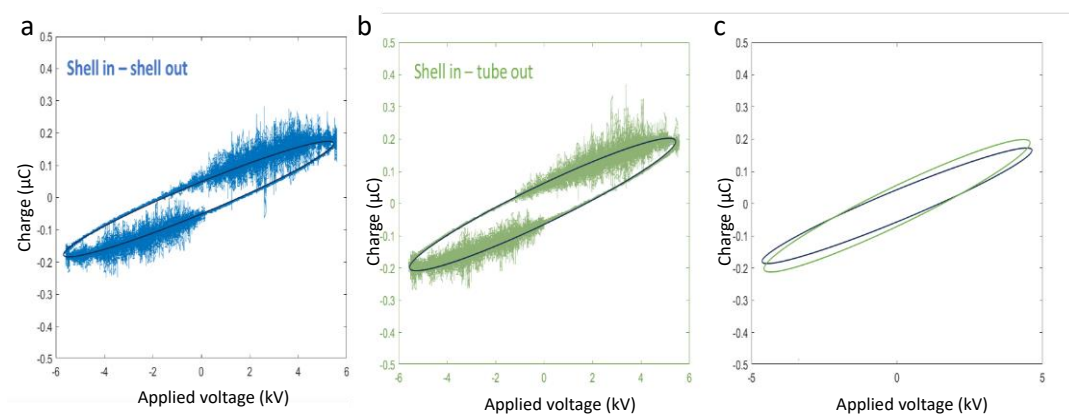 a
Shell in – shell out
Charge (µC)
0.5
0.4
0.3
0.2
0.1
0
-0.1
-0.2
-0.3
-0.4
-0.5
-6 -4 -2 0 2 4 6
Applied voltage (kV)
b
Shell in – tube out
Charge (µC)
0.5
0.4
0.3
0.2
0.1
0
-0.1
-0.2
-0.3
-0.4
-0.5
-6 -4 -2 0 2 4 6
Applied voltage (kV)
c
Charge (µC)
0.5
0.4
0.3
0.2
0.1
0
-0.1
-0.2
-0.3
-0.4
-0.5
-5 0 5
Applied voltage (kV)